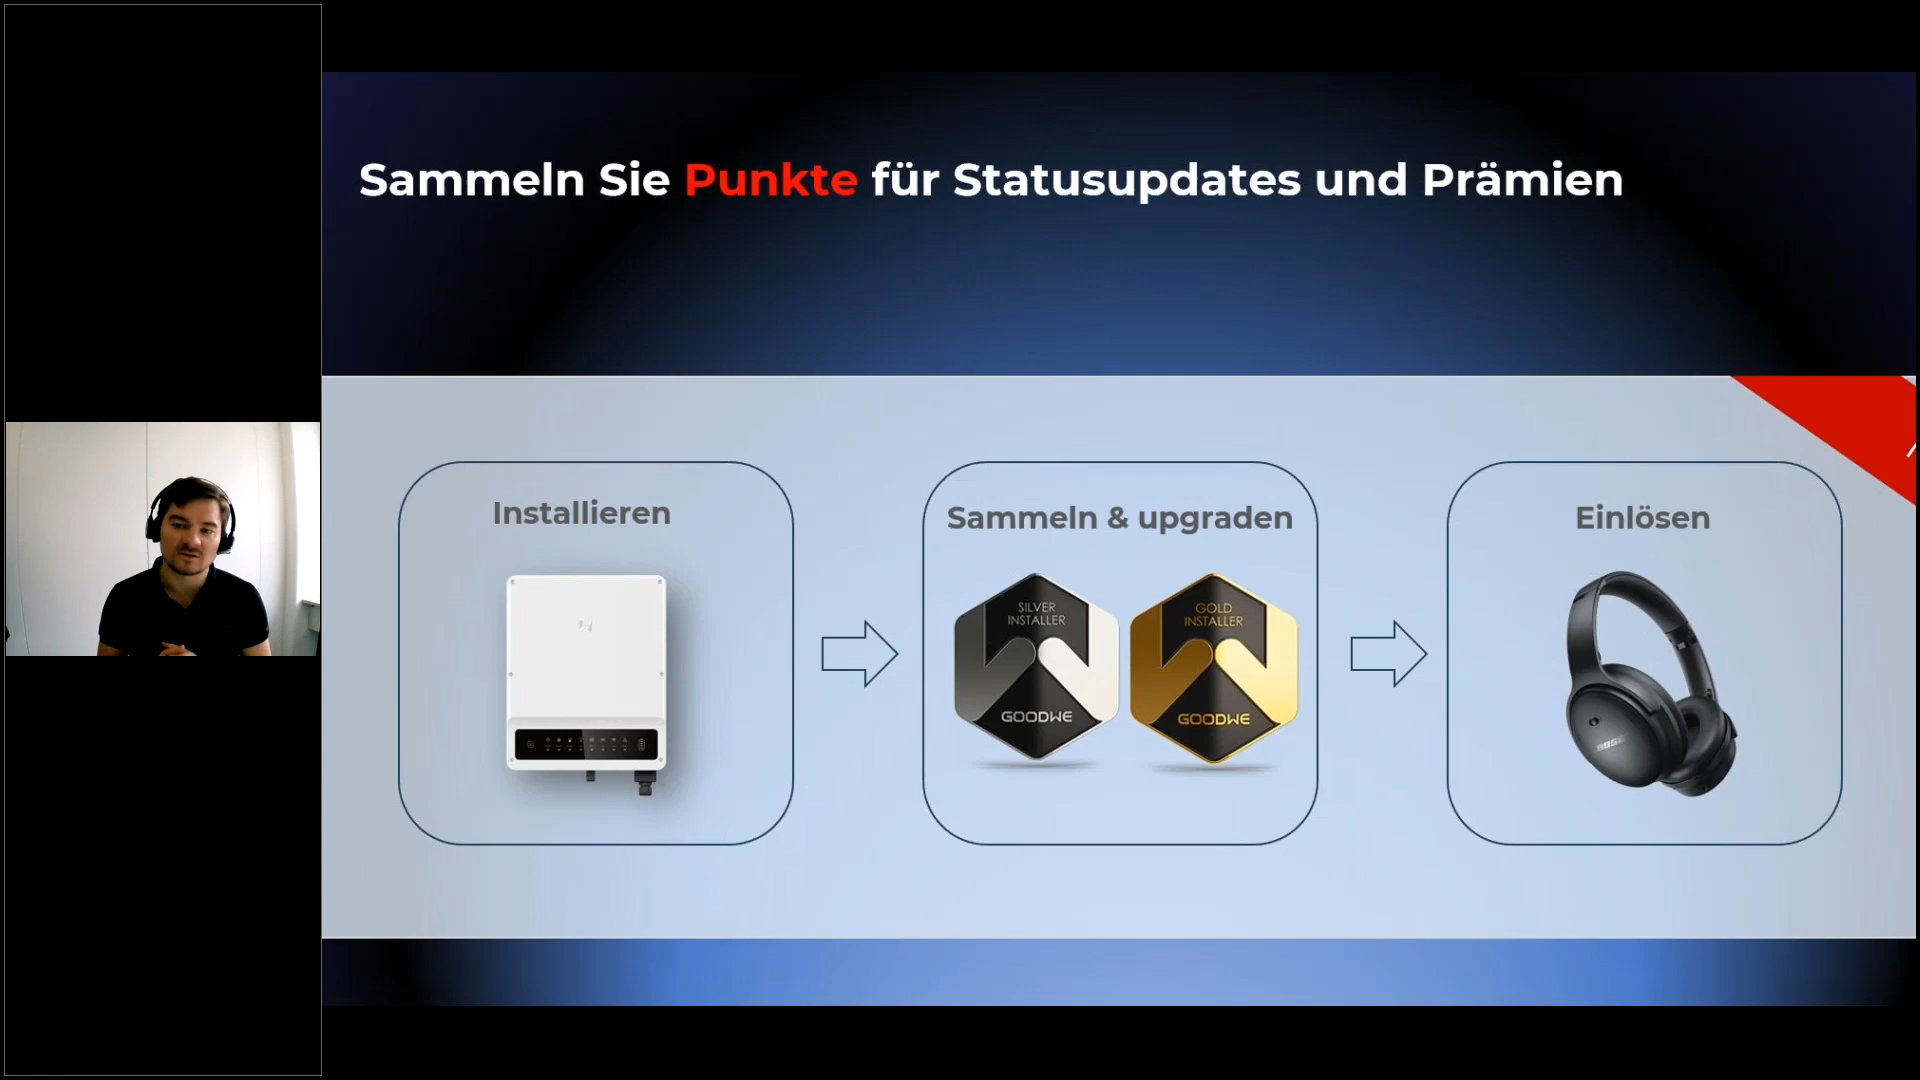 Sammeln Sie Punkte für Statusupdates und Prämien
Installieren
Sammeln & upgraden
SILVER
INSTALLER
GOODWE
GOLD
INSTALLER
GOODWE
Einlösen
BOSE